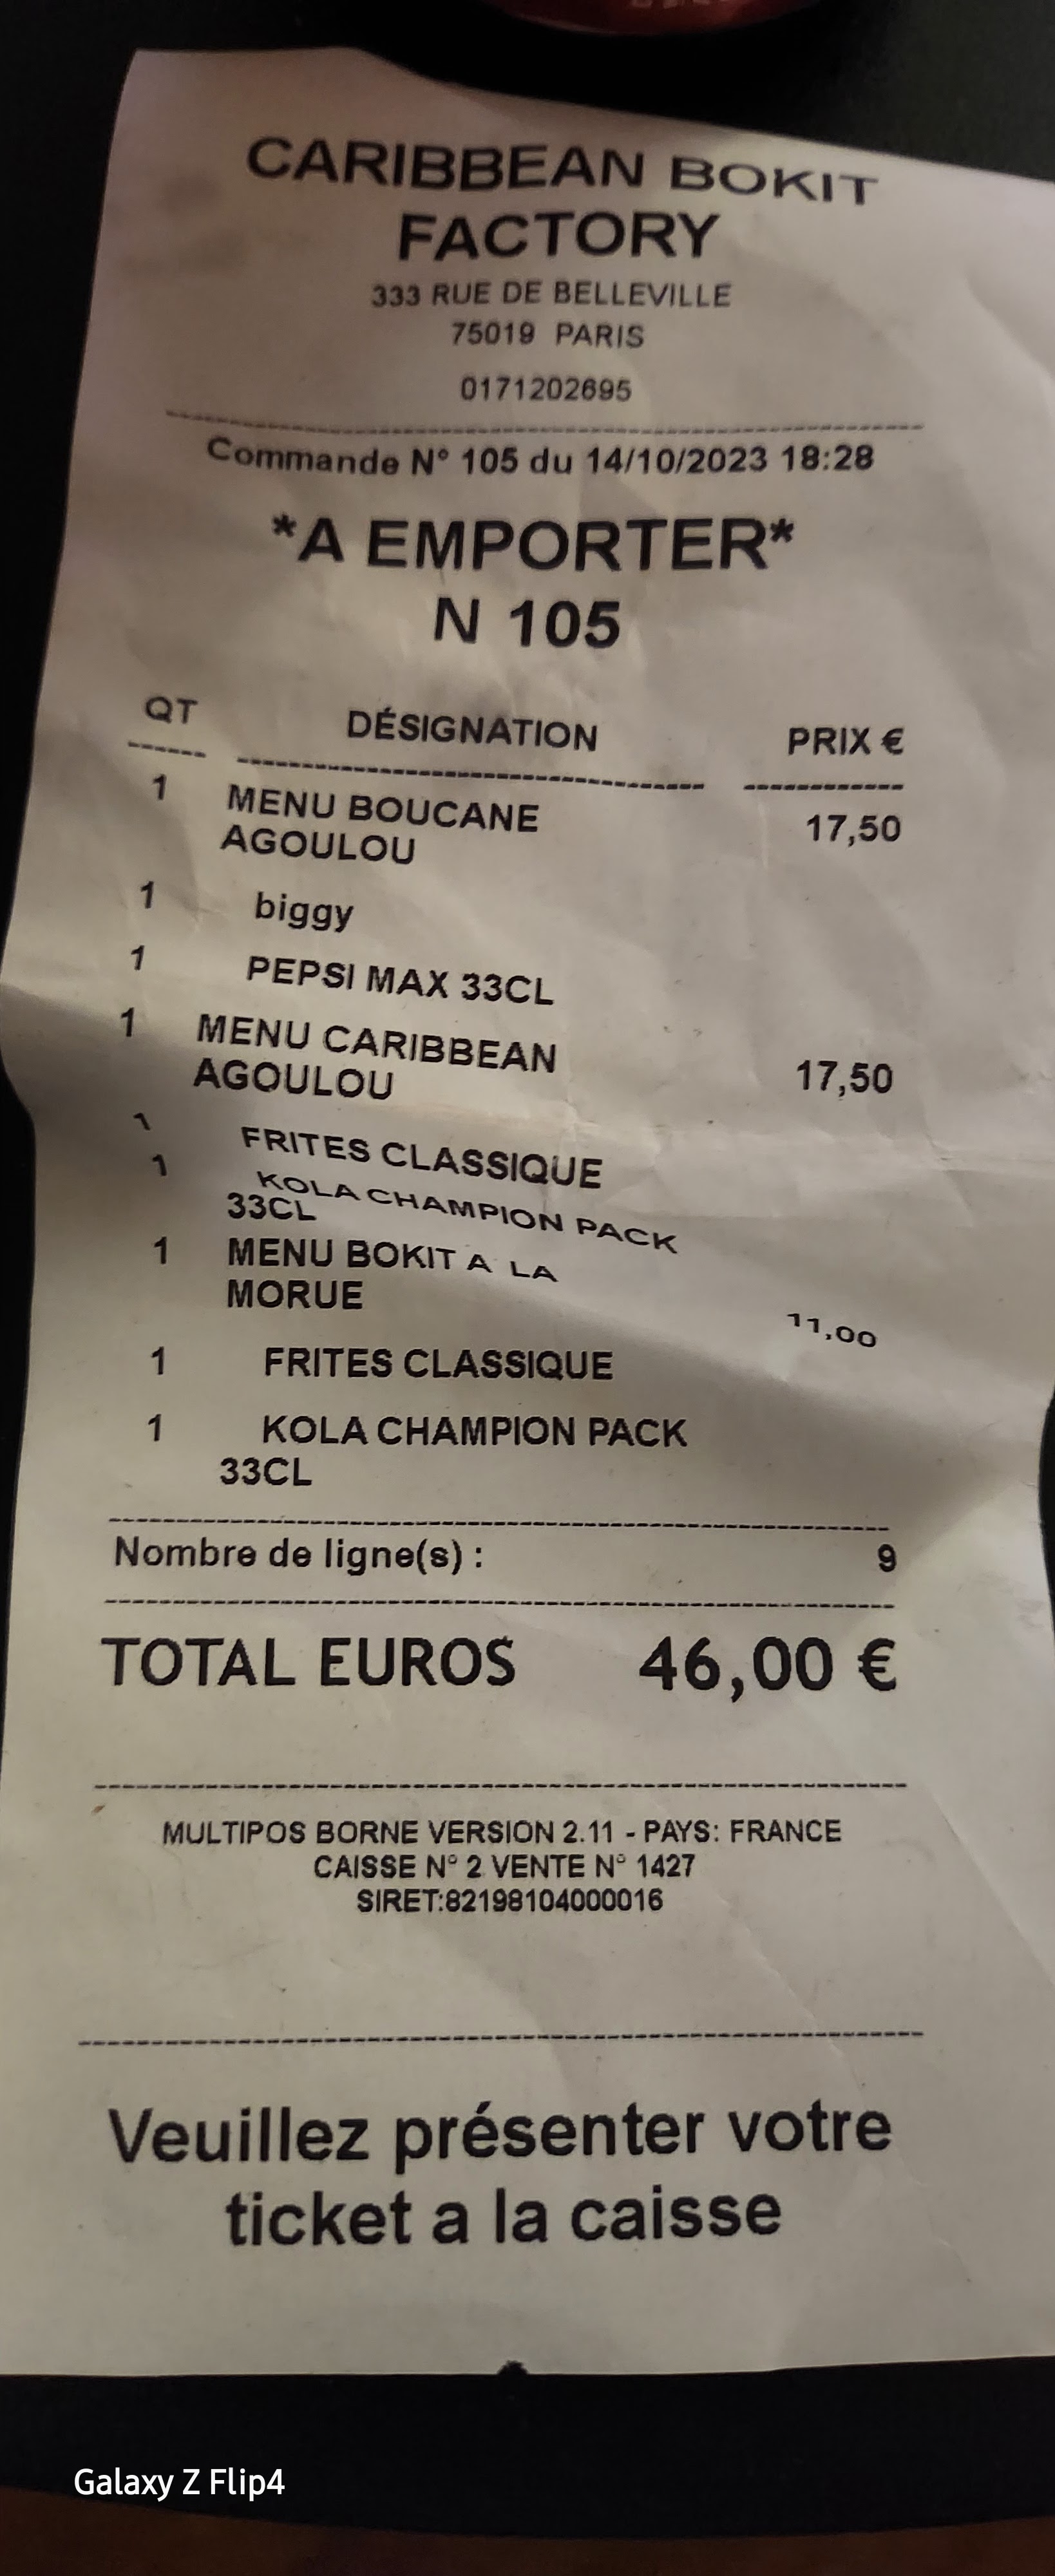 CARIBBEAN BOKIT
FACTORY
333 RUE DE BELLEVILLE
75019 PARIS
0171202695
Commande N° 105 du 14/10/2023 18:28
*A EMPORTER*
N 105
QT DÉSIGNATION PRIX €
1 MENU BOUCANE 17,50
AGOULOU
1 biggy
1 PEPSI MAX 33CL
1 MENU CARIBBEAN
AGOULOU 17,50
1 FRITES CLASSIQUE
1 KOLA CHAMPION PACK
33CL
1 MENU BOKIT A LA
MORUE 11,00
1 FRITES CLASSIQUE
1 KOLA CHAMPION PACK
33CL
Nombre de ligne(s) : 9
TOTAL EUROS 46,00 €
MULTIPOS BORNE VERSION 2.11 - PAYS: FRANCE
CAISSE N° 2 VENTE N° 1427
SIRET:82198104000016
Veuillez présenter votre
ticket a la caisse
Galaxy Z Flip4